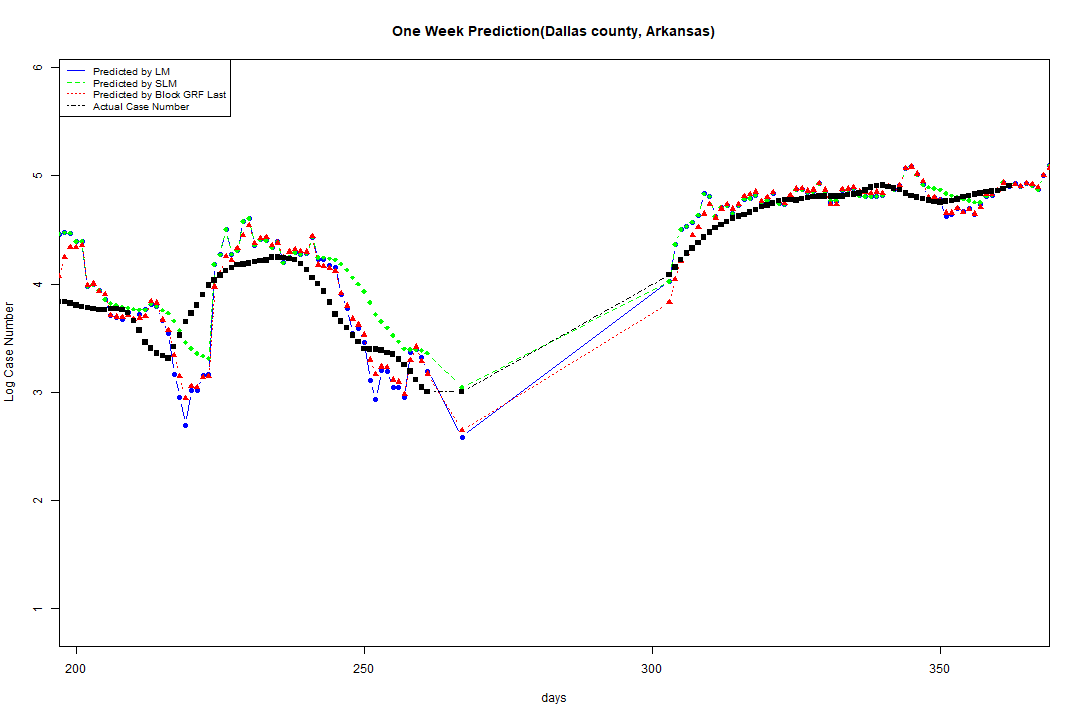 One Week Prediction(Dallas county, Arkansas)
Predicted by LM
Predicted by SLM
Predicted by Block GRF Last
Actual Case Number
6
5
4
3
2
1
Log Case Number
200
250
300
350
days